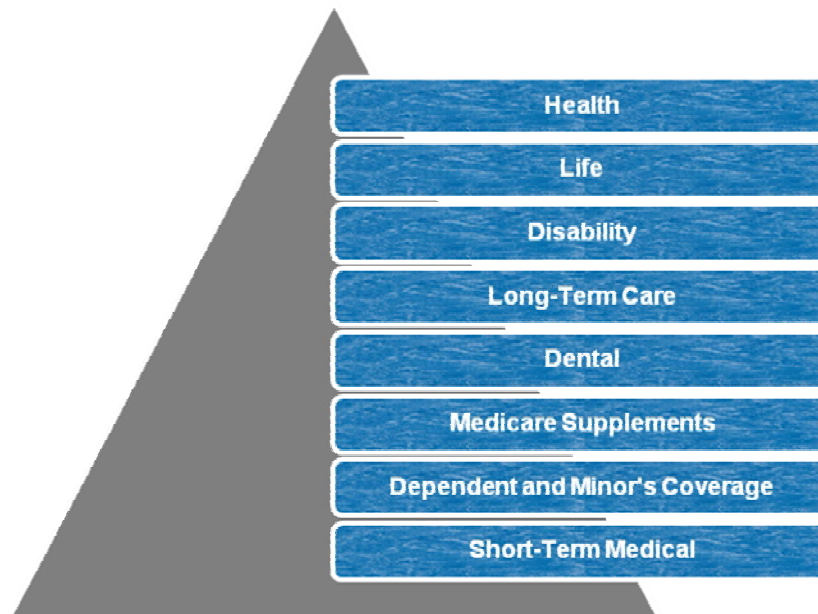 Health
Life
Disability
Long-Term Care
Dental
Medicare Supplements
Dependent and Minor's Coverage
Short-Term Medical